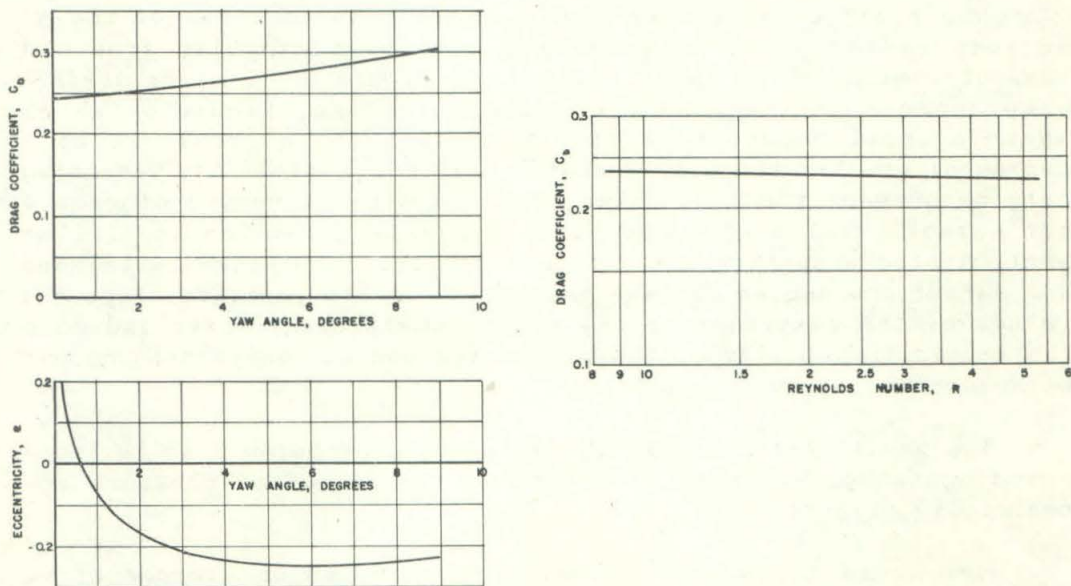 DRAG COEFFICIENT, C_D
0.3
0.2
0.1
0
2
4
6
8
10
YAW ANGLE, DEGREES
ECCENTRICITY, e
0.2
0
-0.2
2
4
6
8
10
YAW ANGLE, DEGREES
DRAG COEFFICIENT, C_D
0.3
0.2
0.1
8 9 10 1.5 2 2.5 3 4 5 6
REYNOLDS NUMBER, R